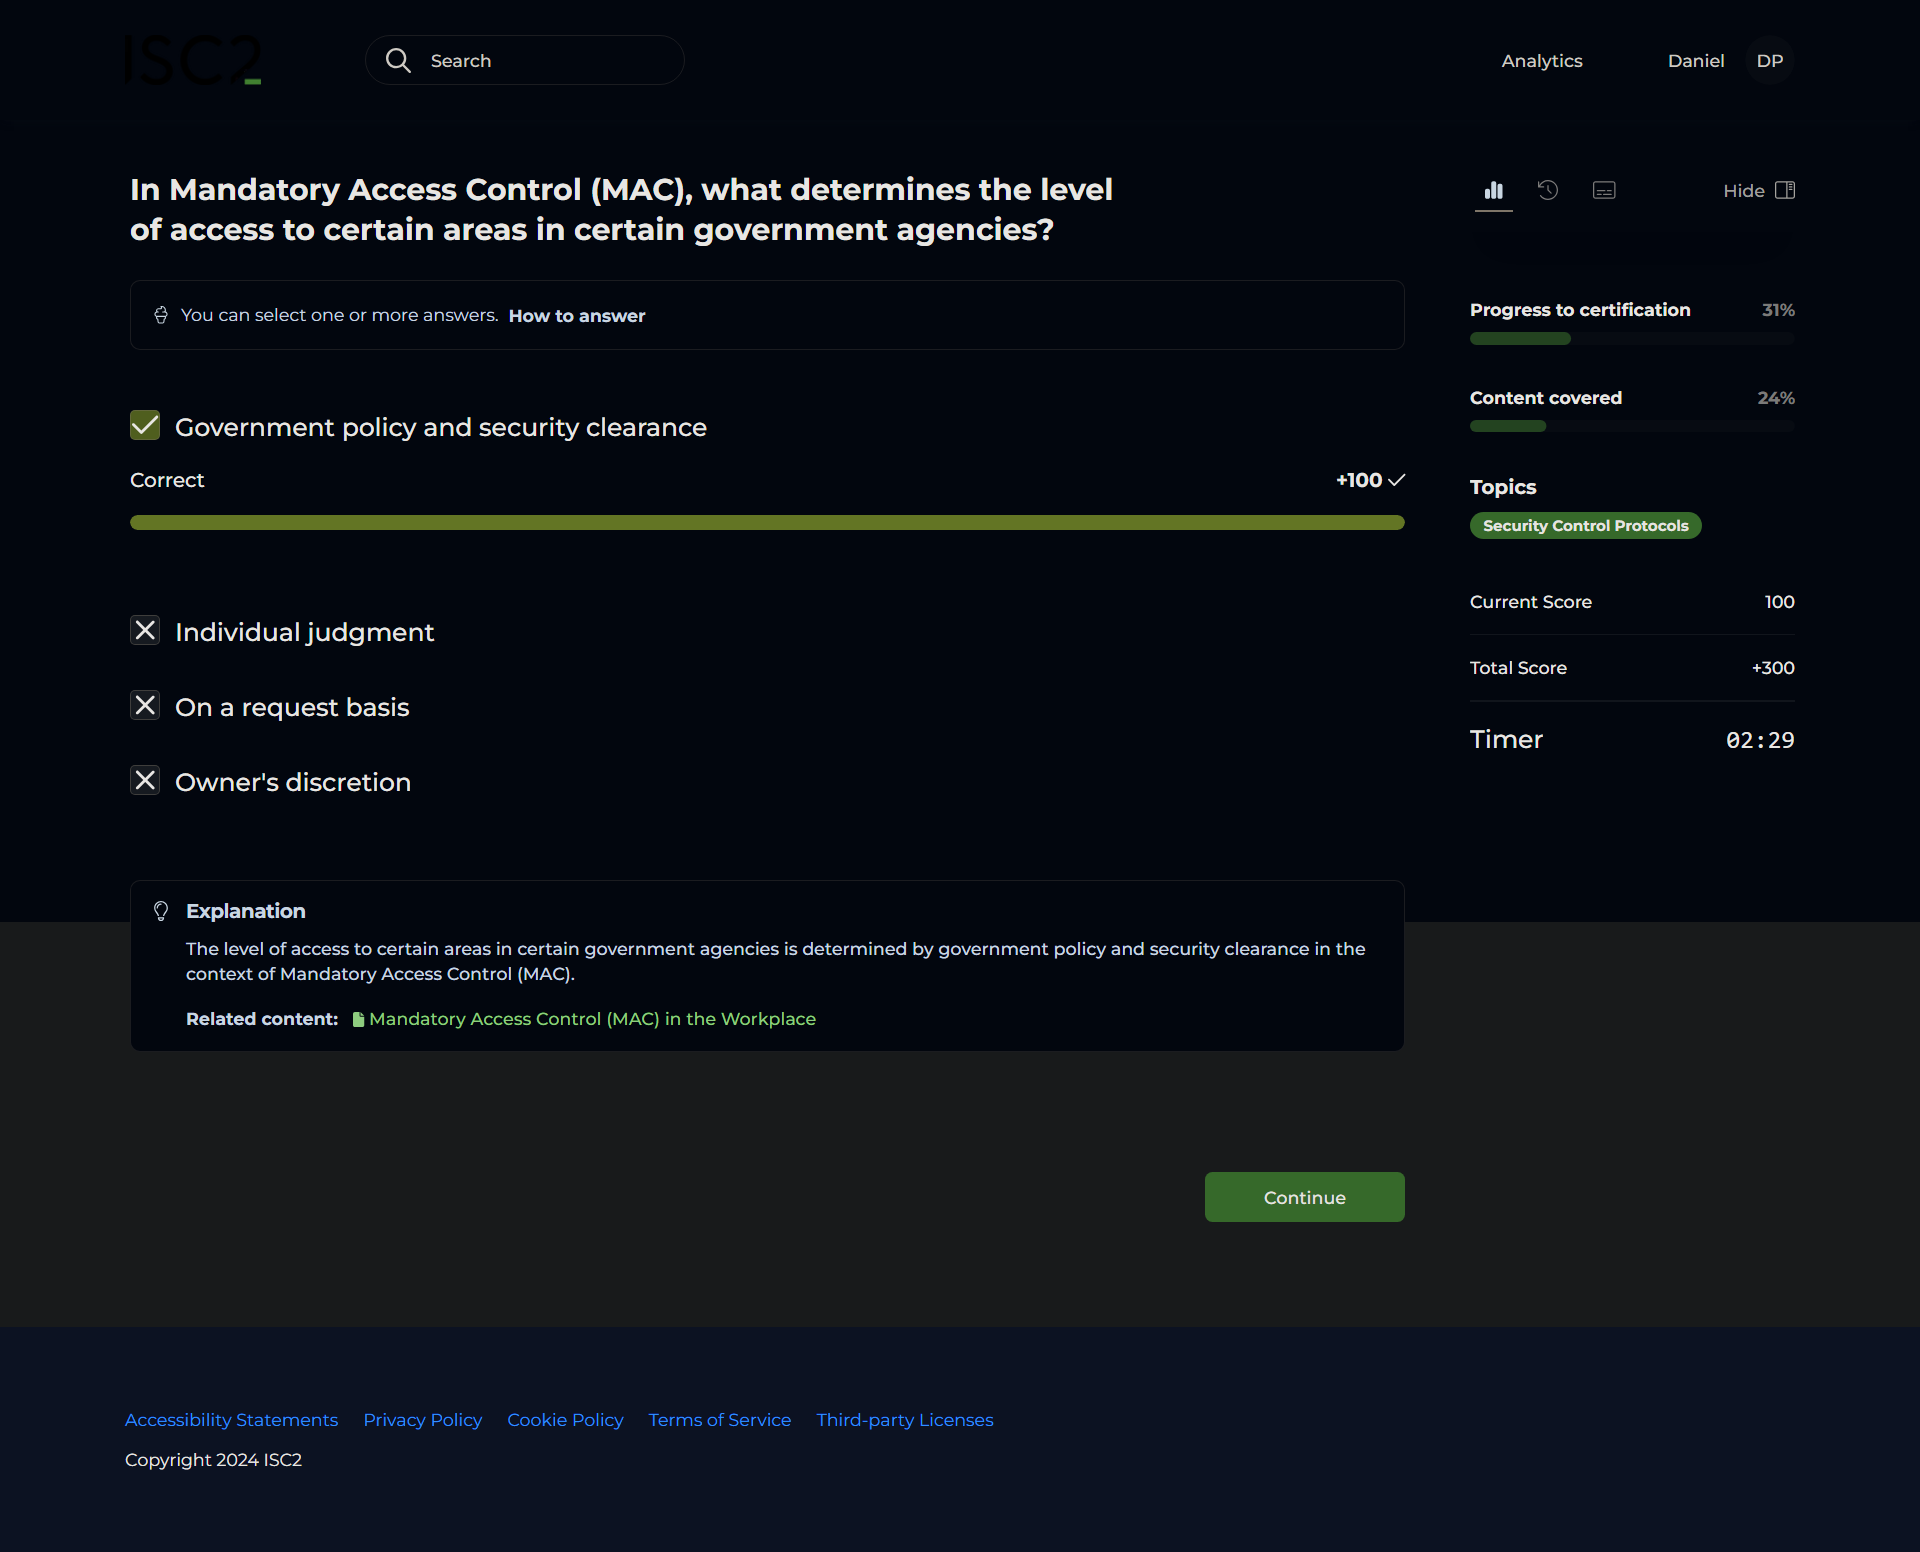 ISC2
Search
Analytics
Daniel
DP
In Mandatory Access Control (MAC), what determines the level
of access to certain areas in certain government agencies?
You can select one or more answers. How to answer
Government policy and security clearance
Correct
+100
Individual judgment
On a request basis
Owner's discretion
Explanation
The level of access to certain areas in certain government agencies is determined by government policy and security clearance in the
context of Mandatory Access Control (MAC).
Related content: Mandatory Access Control (MAC) in the Workplace
Continue
Hide
Progress to certification 31%
Content covered 24%
Topics
Security Control Protocols
Current Score 100
Total Score +300
Timer 02:29
Accessibility Statements Privacy Policy Cookie Policy Terms of Service Third-party Licenses
Copyright 2024 ISC2